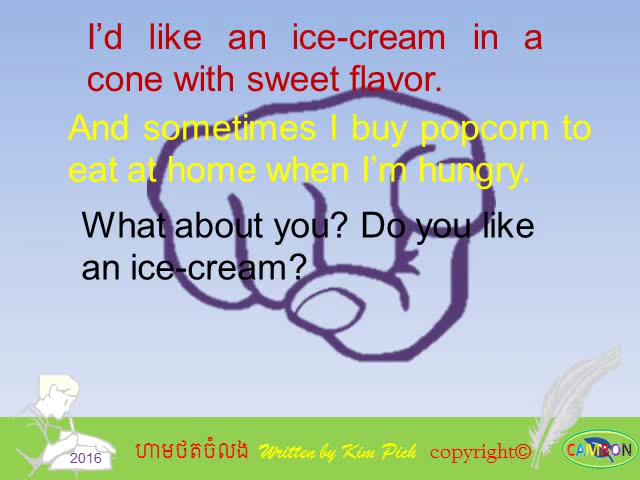 I’d like an ice-cream in a
cone with sweet flavor.
And sometimes I buy popcorn to
eat at home when I’m hungry.
What about you? Do you like
an ice-cream?
2016
ហាមថតចំលង Written by Kim Pich copyright©
CAMBON